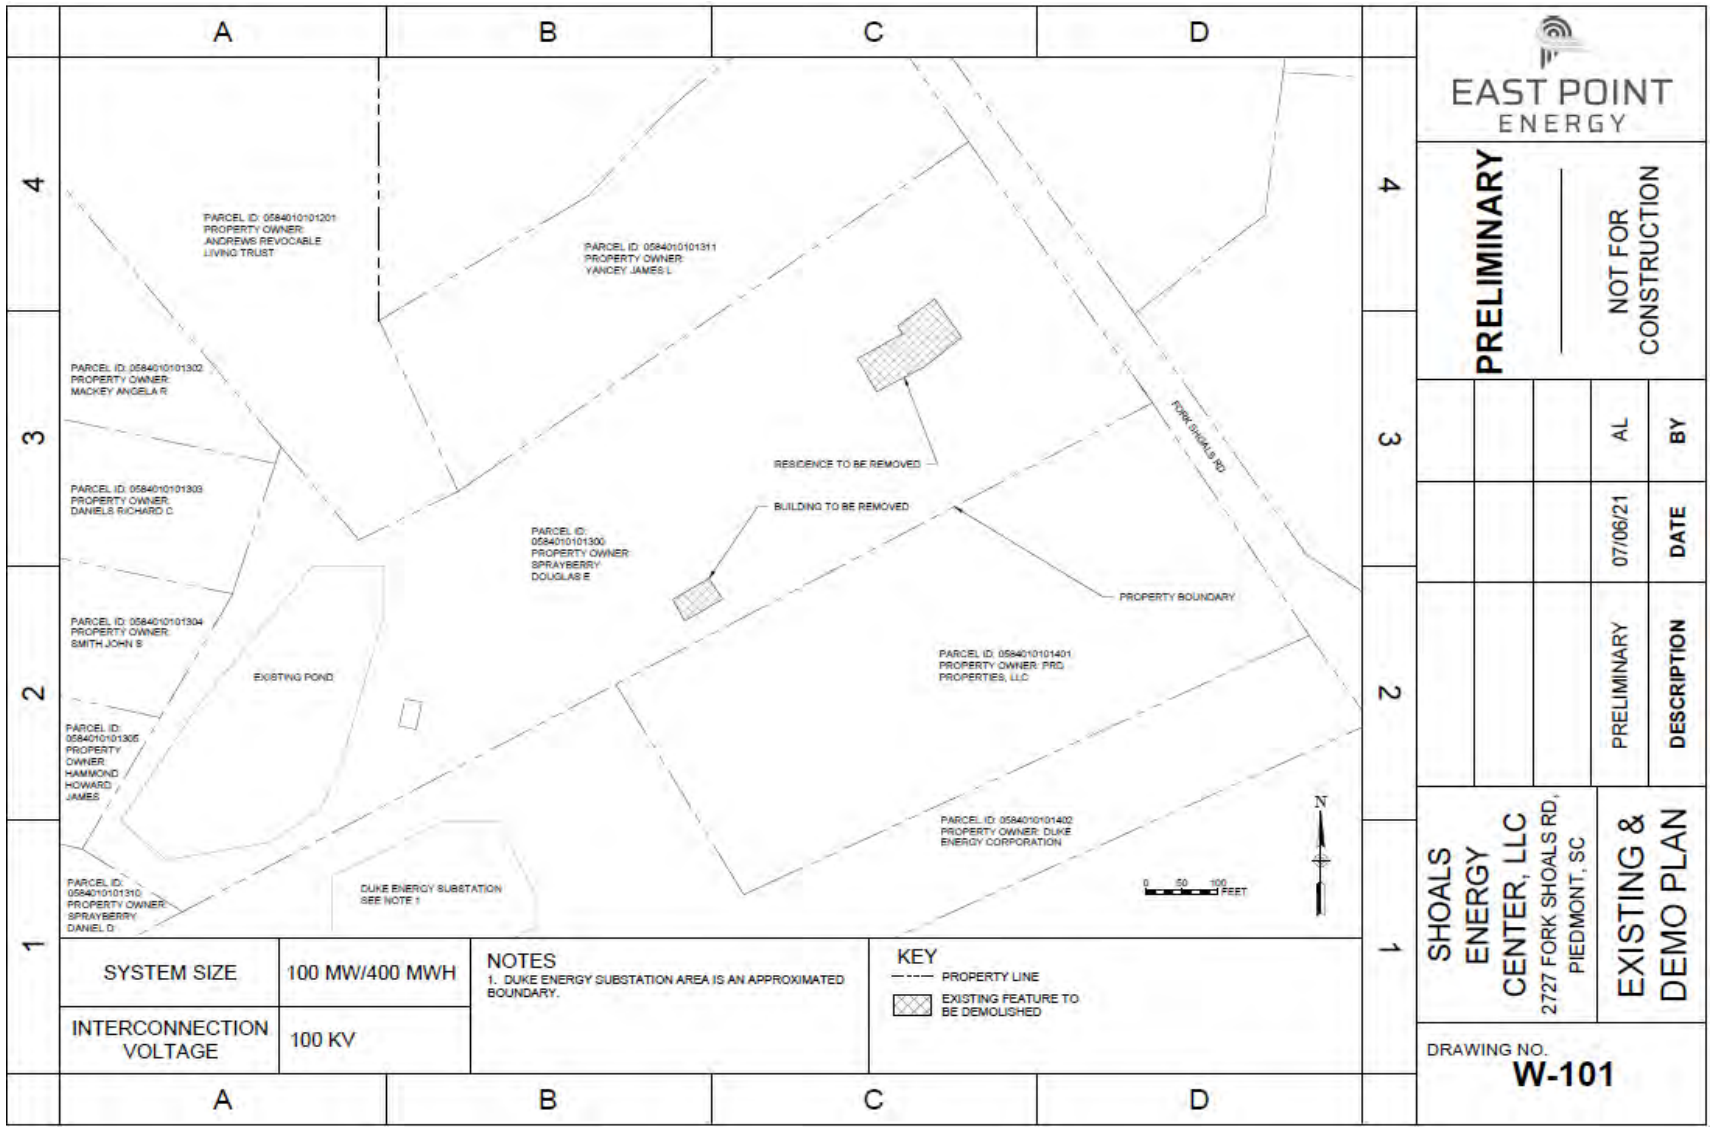 A
B
C
D
4
3
2
1
4
3
2
1
PARCEL ID: 0584010101201
PROPERTY OWNER:
ANDREWS REVOCABLE
LIVING TRUST
PARCEL ID: 0584010101311
PROPERTY OWNER:
YANCEY JAMES L
PARCEL ID: 0584010101302
PROPERTY OWNER:
MACKEY ANGELA R
PARCEL ID: 0584010101303
PROPERTY OWNER:
DANIELS RICHARD C
PARCEL ID: 0584010101304
PROPERTY OWNER:
SMITH JOHN S
PARCEL ID:
0584010101305
PROPERTY
OWNER:
HAMMOND
HOWARD
JAMES
PARCEL ID:
0584010101310
PROPERTY OWNER:
SPRAYBERRY
DANIEL D
PARCEL ID:
0584010101300
PROPERTY OWNER:
SPRAYBERRY
DOUGLAS E
RESIDENCE TO BE REMOVED
BUILDING TO BE REMOVED
FORK SHOALS RD
PROPERTY BOUNDARY
EXISTING POND
PARCEL ID: 0584010101401
PROPERTY OWNER: PRG
PROPERTIES, LLC
PARCEL ID: 0584010101402
PROPERTY OWNER: DUKE
ENERGY CORPORATION
DUKE ENERGY SUBSTATION
SEE NOTE 1
N
0 50 100
FEET
SYSTEM SIZE
100 MW/400 MWH
INTERCONNECTION
VOLTAGE
100 KV
NOTES
1. DUKE ENERGY SUBSTATION AREA IS AN APPROXIMATED
BOUNDARY.
KEY
PROPERTY LINE
EXISTING FEATURE TO
BE DEMOLISHED
A
B
C
D
EAST POINT
ENERGY
PRELIMINARY
NOT FOR
CONSTRUCTION
AL
BY
07/06/21
DATE
PRELIMINARY
DESCRIPTION
SHOALS
ENERGY
CENTER, LLC
2727 FORK SHOALS RD,
PIEDMONT, SC
EXISTING &
DEMO PLAN
DRAWING NO.
W-101